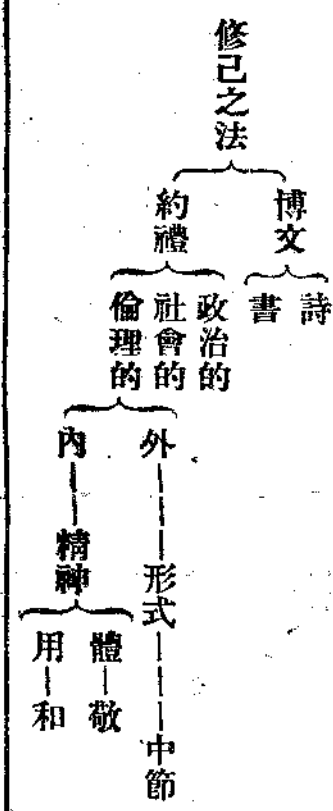 修己之法
博文
詩
書
約禮
政治的
社會的
倫理的
外———形式———中節
內——精神
體—敬
用—和